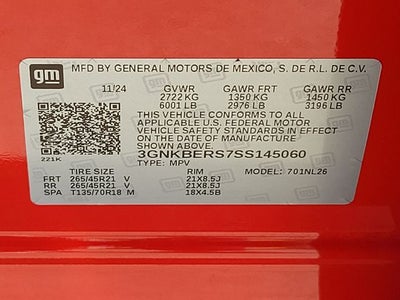 gm MFD BY GENERAL MOTORS DE MEXICO, S. DE R.L. DE C.V.
11/24 GVWR GAWR FRT GAWR RR
2722 KG 1350 KG 1450 KG
6001 LB 2976 LB 3196 LB
THIS VEHICLE CONFORMS TO ALL
APPLICABLE U.S. FEDERAL MOTOR
VEHICLE SAFETY STANDARDS IN
EFFECT ON THE DATE OF MANUFACTURE
SHOWN ABOVE.
3GNKBERS7SS145060
221K TYPE: MPV
TIRE SIZE RIM MODEL: 701NL26
FRT 265/45R21 V 21X8.5J
RR 265/45R21 V 21X8.5J
SPA T135/70R18 M 18X4.5B